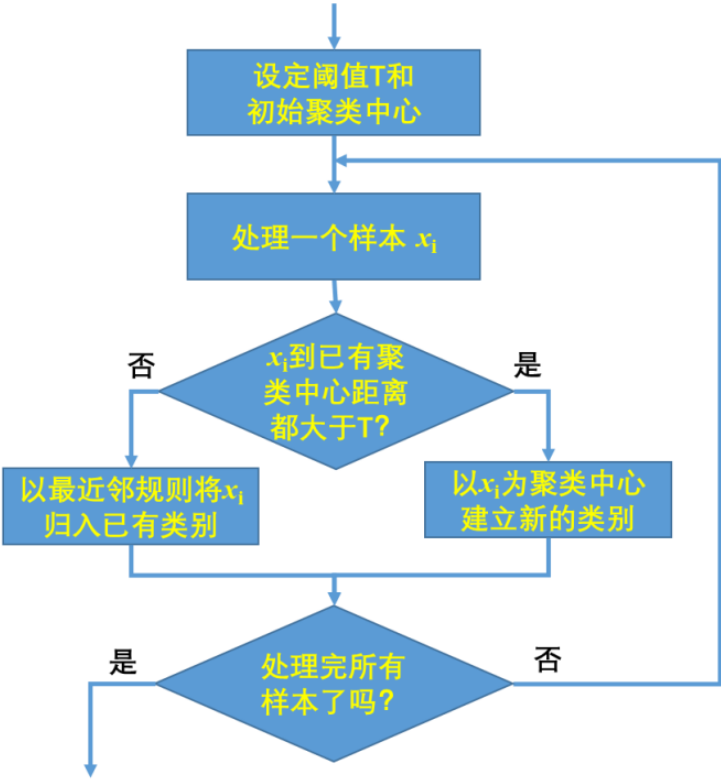 设定阈值T和
初始聚类中心
处理一个样本 xi
xi到已有聚
类中心距离
都大于T?
否
是
以最近邻规则将xi
归入已有类别
以xi为聚类中心
建立新的类别
处理完所有
样本了吗?
是
否